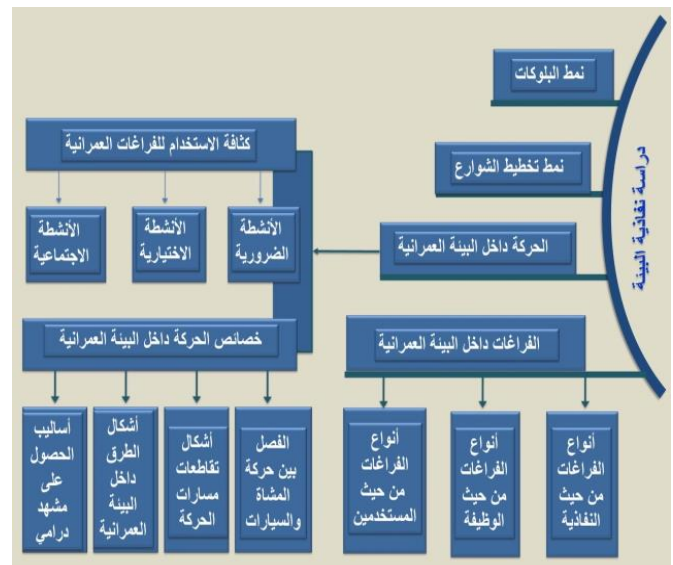 دراسة نفاذية البيئة
نمط البلوكات
نمط تخطيط الشوارع
الحركة داخل البيئة العمرانية
كثافة الاستخدام للفراغات العمرانية
الأنشطة
الضرورية
الأنشطة
الاختيارية
الأنشطة
الاجتماعية
خصائص الحركة داخل البيئة العمرانية
الفصل
بين حركة
المشاة
والسيارات
أشكال
تقاطعات
مسارات
الحركة
أشكال
الطرق
داخل
البيئة
العمرانية
أساليب
الحصول
على
مشهد
درامي
الفراغات داخل البيئة العمرانية
أنواع
الفراغات
من حيث
النفاذية
أنواع
الفراغات
من حيث
الوظيفة
أنواع
الفراغات
من حيث
المستخدمين